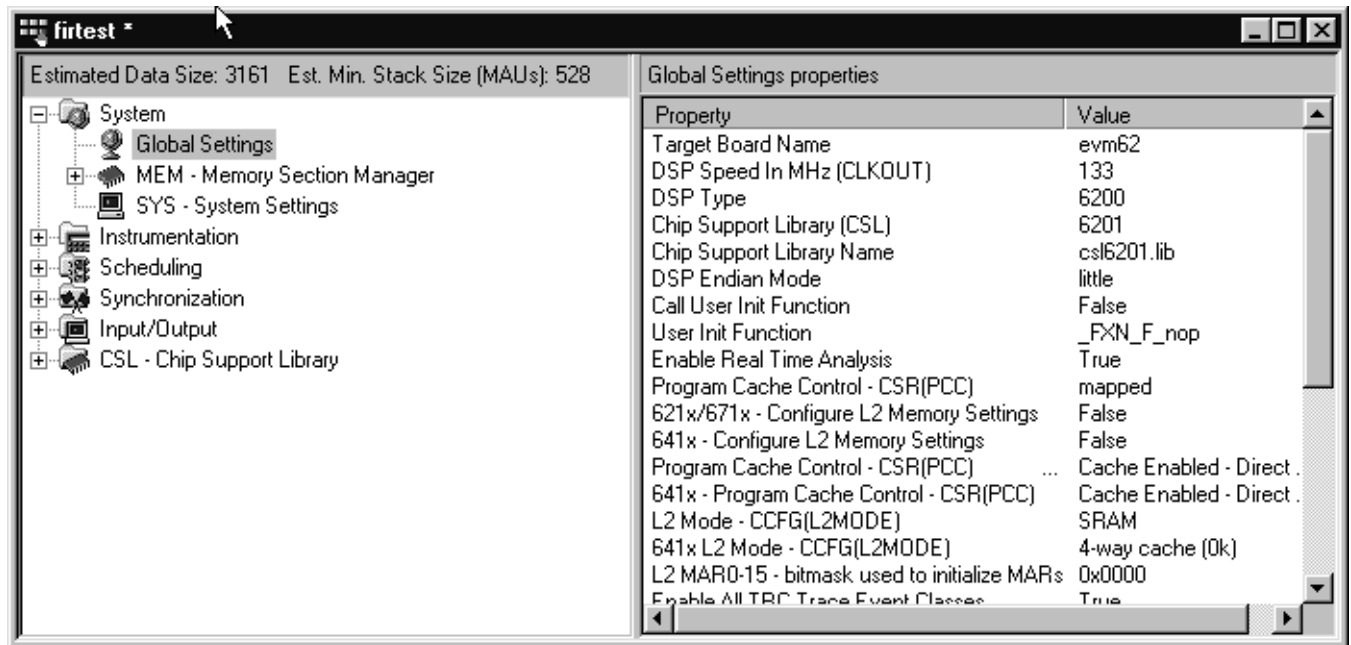 firtest *
Estimated Data Size: 3161 Est. Min. Stack Size (MAUs): 528
System
Global Settings
MEM - Memory Section Manager
SYS - System Settings
Instrumentation
Scheduling
Synchronization
Input/Output
CSL - Chip Support Library
Global Settings properties
Property Value
Target Board Name evm62
DSP Speed In MHz (CLKOUT) 133
DSP Type 6200
Chip Support Library (CSL) 6201
Chip Support Library Name csl6201.lib
DSP Endian Mode little
Call User Init Function False
User Init Function _FXN_F_nop
Enable Real Time Analysis True
Program Cache Control - CSR(PCC) mapped
621x/671x - Configure L2 Memory Settings False
641x - Configure L2 Memory Settings False
Program Cache Control - CSR(PCC) ... Cache Enabled - Direct .
641x - Program Cache Control - CSR(PCC) Cache Enabled - Direct .
L2 Mode - CCFG(L2MODE) SRAM
641x L2 Mode - CCFG(L2MODE) 4-way cache (0k)
L2 MAR0-15 - bitmask used to initialize MARs 0x0000
Enable All TRC Trace Event Classes True